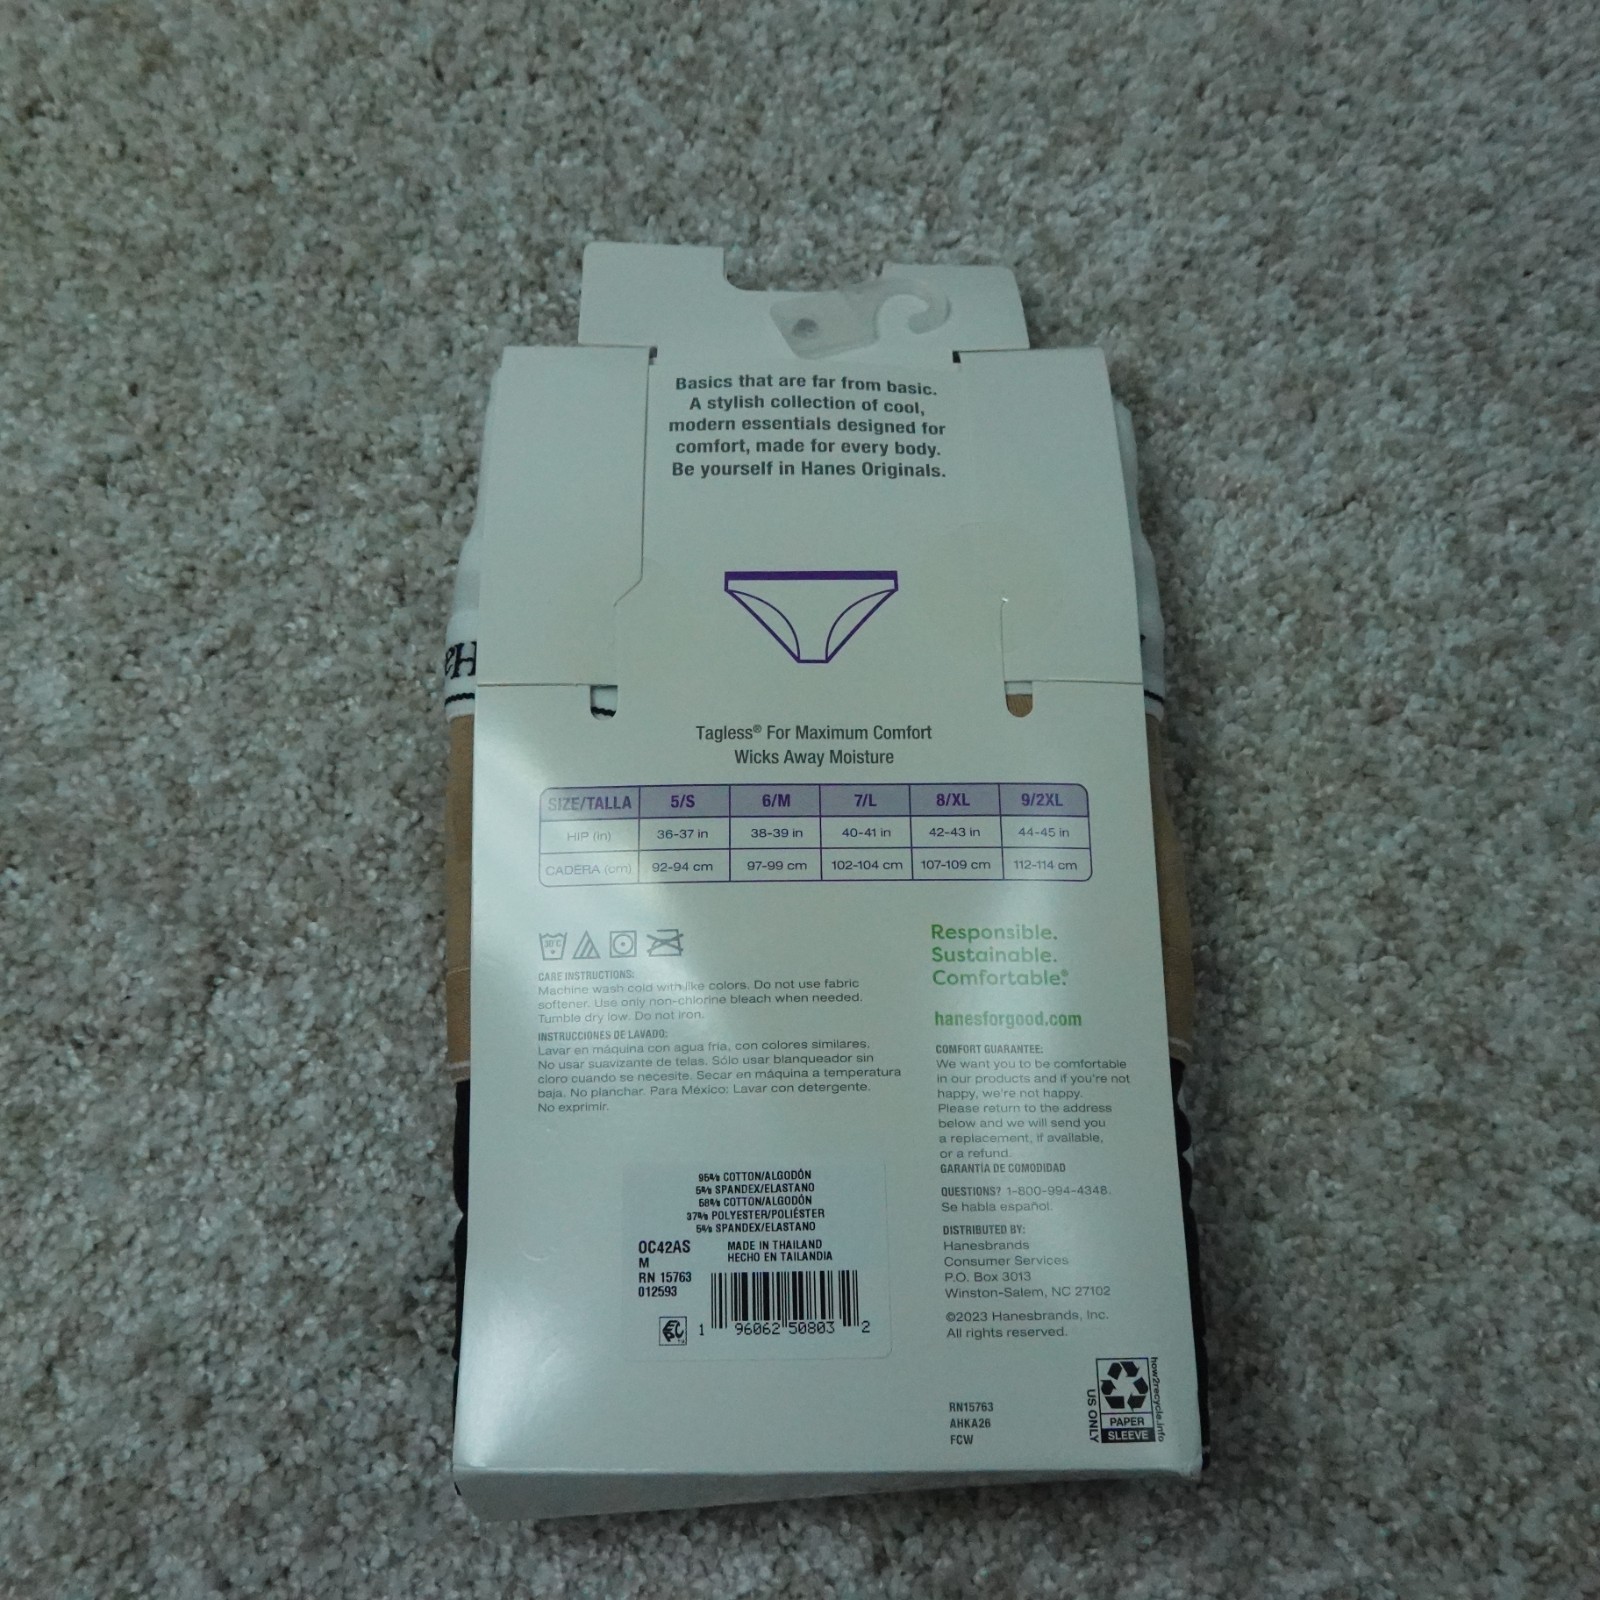 Basics that are far from basic.
A stylish collection of cool,
modern essentials designed for
comfort, made for every body.
Be yourself in Hanes Originals.
eH
Tagless® For Maximum Comfort
Wicks Away Moisture
SIZE/TALLA 5/S 6/M 7/L 8/XL 9/2XL
HIP (in) 36-37 in 38-39 in 40-41 in 42-43 in 44-45 in
CADERA (cm) 92-94 cm 97-99 cm 102-104 cm 107-109 cm 112-114 cm
30°C
CARE INSTRUCTIONS:
Machine wash cold with like colors. Do not use fabric
softener. Use only non-chlorine bleach when needed.
Tumble dry low. Do not iron.
INSTRUCCIONES DE LAVADO:
Lavar en máquina con agua fria, con colores similares.
No usar suavizante de telas. Sólo usar blanqueador sin
cloro cuando se necesite. Secar en máquina a temperatura
baja. No planchar. Para México: Lavar con detergente.
No exprimir.
Responsible.
Sustainable.
Comfortable®
hanesforgood.com
COMFORT GUARANTEE:
We want you to be comfortable
in our products and if you're not
happy, we're not happy.
Please return to the address
below and we will send you
a replacement, if available,
or a refund.
GARANTÍA DE COMODIDAD
QUESTIONS? 1-800-994-4348.
Se habla español.
DISTRIBUTED BY:
Hanesbrands
Consumer Services
P.O. Box 3013
Winston-Salem, NC 27102
©2023 Hanesbrands, Inc.
All rights reserved.
95% COTTON/ALGODÓN
5% SPANDEX/ELASTANO
58% COTTON/ALGODÓN
37% POLYESTER/POLIÉSTER
5% SPANDEX/ELASTANO
MADE IN THAILAND
HECHO EN TAILANDIA
OC42AS
M
RN 15763
012593
1 96062 50803 2
RN15763
AHKA26
FCW
how2recycle.info
PAPER
SLEEVE
US ONLY